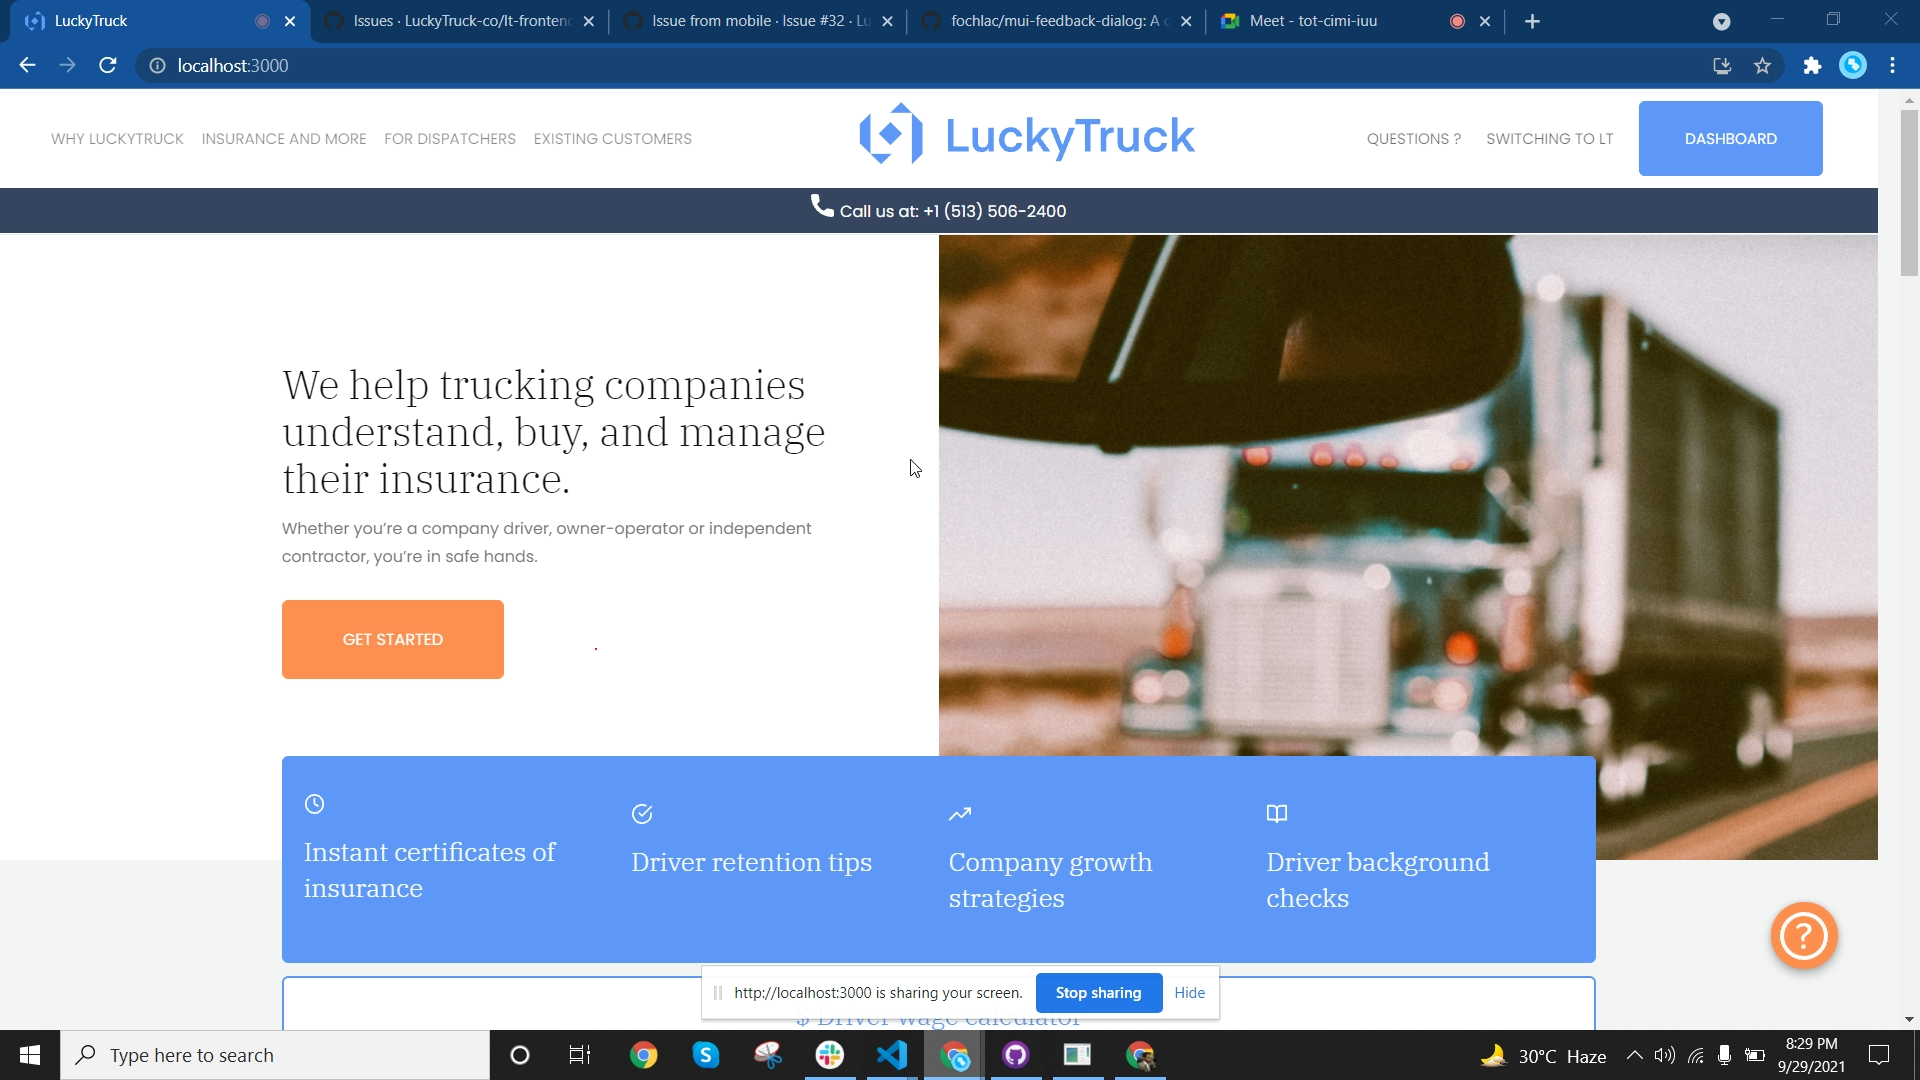 LuckyTruck
Issues · LuckyTruck-co/lt-frontend
Issue from mobile · Issue #32 · Lu
fochlac/mui-feedback-dialog: A c
Meet - tot-cimi-iuu
localhost:3000
WHY LUCKYTRUCK
INSURANCE AND MORE
FOR DISPATCHERS
EXISTING CUSTOMERS
LuckyTruck
QUESTIONS ?
SWITCHING TO LT
DASHBOARD
Call us at: +1 (513) 506-2400
We help trucking companies
understand, buy, and manage
their insurance.
Whether you’re a company driver, owner-operator or independent
contractor, you’re in safe hands.
GET STARTED
Instant certificates of
insurance
Driver retention tips
Company growth
strategies
Driver background
checks
?
http://localhost:3000 is sharing your screen.
Stop sharing
Hide
$ Driver wage calculator
Type here to search
30°C Haze
8:29 PM
9/29/2021